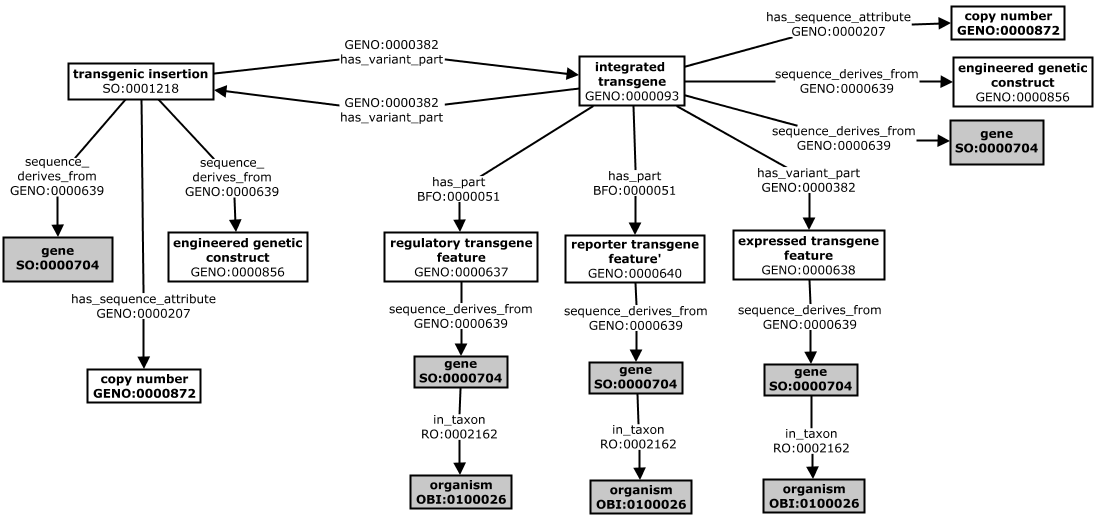 has_sequence_attribute
GENO:0000207
copy number
GENO:0000872
GENO:0000382
has_variant_part
transgenic insertion
SO:0001218
integrated
transgene
GENO:0000093
sequence_derives_from
GENO:0000639
engineered genetic
construct
GENO:0000856
GENO:0000382
has_variant_part
sequence_derives_from
GENO:0000639
gene
SO:0000704
sequence_
derives_from
GENO:0000639
sequence_
derives_from
GENO:0000639
has_part
BFO:0000051
has_part
BFO:0000051
has_variant_part
GENO:0000382
gene
SO:0000704
engineered genetic
construct
GENO:0000856
regulatory transgene
feature
GENO:0000637
reporter transgene
feature'
GENO:0000640
expressed transgene
feature
GENO:0000638
has_sequence_attribute
GENO:0000207
sequence_derives_from
GENO:0000639
sequence_derives_from
GENO:0000639
sequence_derives_from
GENO:0000639
copy number
GENO:0000872
gene
SO:0000704
gene
SO:0000704
gene
SO:0000704
in_taxon
RO:0002162
in_taxon
RO:0002162
in_taxon
RO:0002162
organism
OBI:0100026
organism
OBI:0100026
organism
OBI:0100026